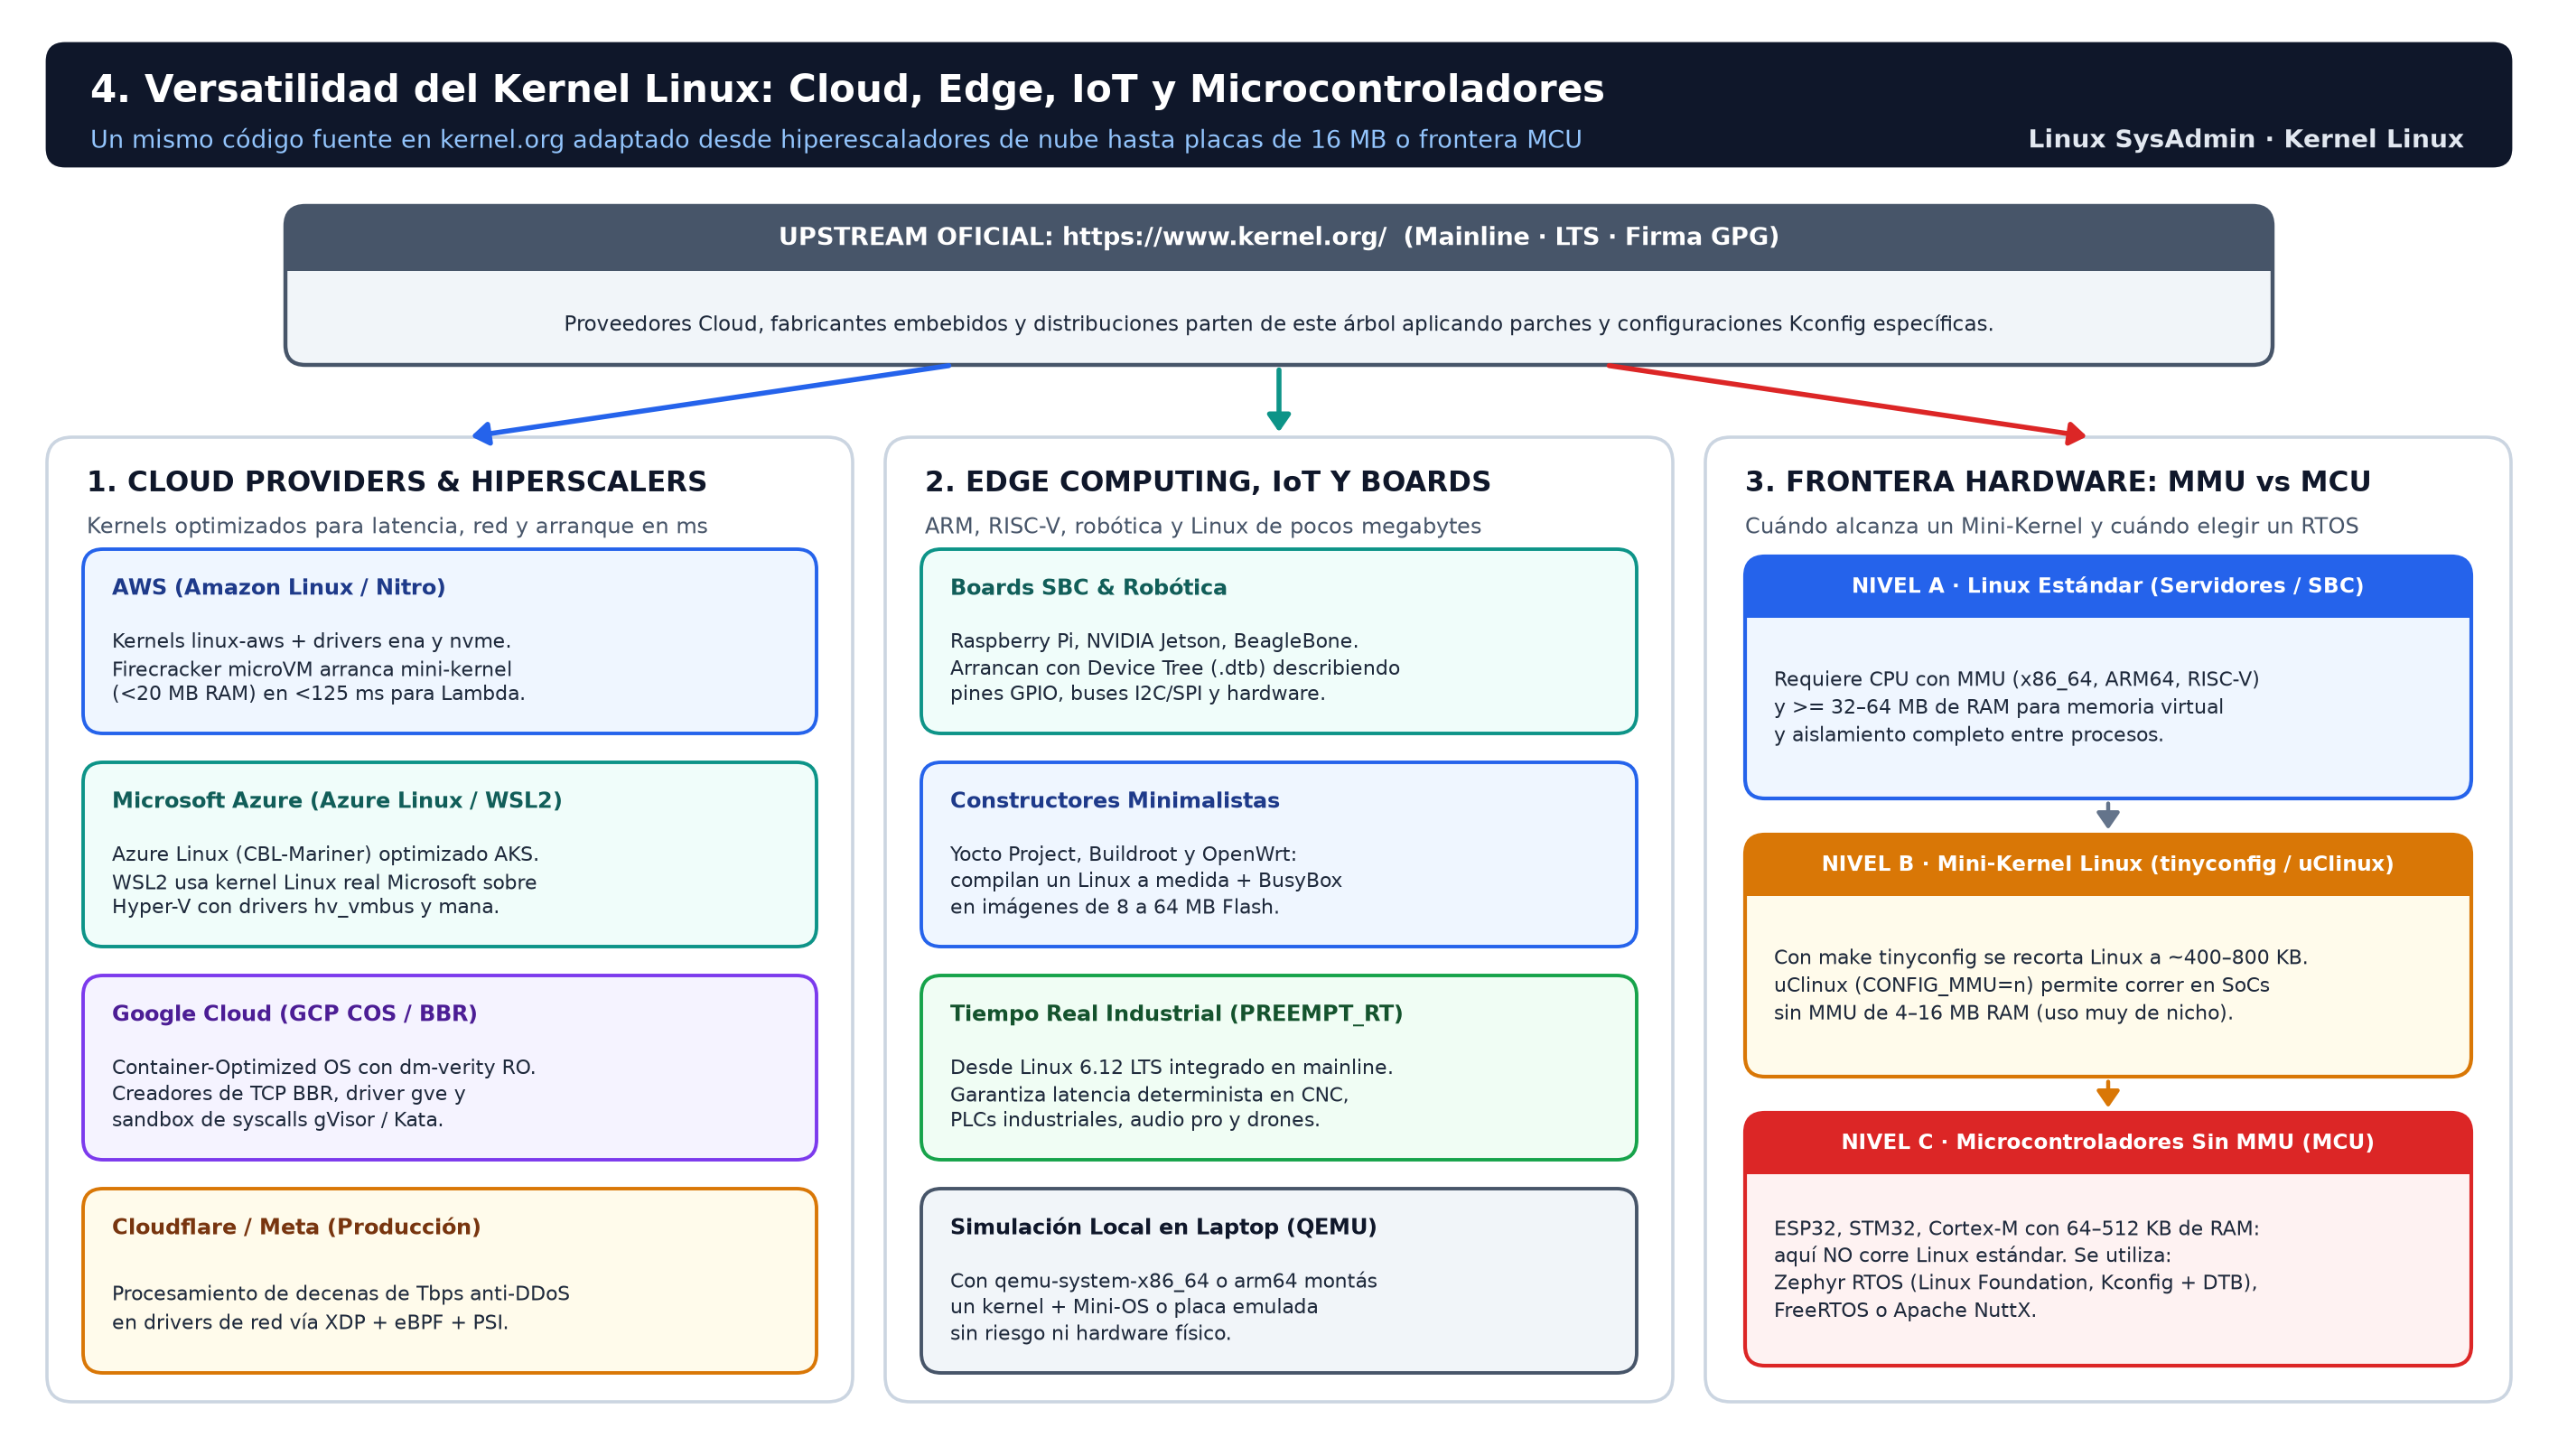 4. Versatilidad del Kernel Linux: Cloud, Edge, IoT y Microcontroladores
Un mismo código fuente en kernel.org adaptado desde hiperescaladores de nube hasta placas de 16 MB o frontera MCU
Linux SysAdmin · Kernel Linux
UPSTREAM OFICIAL: https://www.kernel.org/ (Mainline · LTS · Firma GPG)
Proveedores Cloud, fabricantes embebidos y distribuciones parten de este árbol aplicando parches y configuraciones Kconfig específicas.
1. CLOUD PROVIDERS & HIPERSCALERS
Kernels optimizados para latencia, red y arranque en ms
AWS (Amazon Linux / Nitro)
Kernels linux-aws + drivers ena y nvme.
Firecracker microVM arranca mini-kernel
(<20 MB RAM) en <125 ms para Lambda.
Microsoft Azure (Azure Linux / WSL2)
Azure Linux (CBL-Mariner) optimizado AKS.
WSL2 usa kernel Linux real Microsoft sobre
Hyper-V con drivers hv_vmbus y mana.
Google Cloud (GCP COS / BBR)
Container-Optimized OS con dm-verity RO.
Creadores de TCP BBR, driver gve y
sandbox de syscalls gVisor / Kata.
Cloudflare / Meta (Producción)
Procesamiento de decenas de Tbps anti-DDoS
en drivers de red vía XDP + eBPF + PSI.
2. EDGE COMPUTING, IoT Y BOARDS
ARM, RISC-V, robótica y Linux de pocos megabytes
Boards SBC & Robótica
Raspberry Pi, NVIDIA Jetson, BeagleBone.
Arrancan con Device Tree (.dtb) describiendo
pines GPIO, buses I2C/SPI y hardware.
Constructores Minimalistas
Yocto Project, Buildroot y OpenWrt:
compilan un Linux a medida + BusyBox
en imágenes de 8 a 64 MB Flash.
Tiempo Real Industrial (PREEMPT_RT)
Desde Linux 6.12 LTS integrado en mainline.
Garantiza latencia determinista en CNC,
PLCs industriales, audio pro y drones.
Simulación Local en Laptop (QEMU)
Con qemu-system-x86_64 o arm64 montás
un kernel + Mini-OS o placa emulada
sin riesgo ni hardware físico.
3. FRONTERA HARDWARE: MMU vs MCU
Cuándo alcanza un Mini-Kernel y cuándo elegir un RTOS
NIVEL A · Linux Estándar (Servidores / SBC)
Requiere CPU con MMU (x86_64, ARM64, RISC-V)
y >= 32–64 MB de RAM para memoria virtual
y aislamiento completo entre procesos.
NIVEL B · Mini-Kernel Linux (tinyconfig / uClinux)
Con make tinyconfig se recorta Linux a ~400–800 KB.
uClinux (CONFIG_MMU=n) permite correr en SoCs
sin MMU de 4–16 MB RAM (uso muy de nicho).
NIVEL C · Microcontroladores Sin MMU (MCU)
ESP32, STM32, Cortex-M con 64–512 KB de RAM:
aquí NO corre Linux estándar. Se utiliza:
Zephyr RTOS (Linux Foundation, Kconfig + DTB),
FreeRTOS o Apache NuttX.